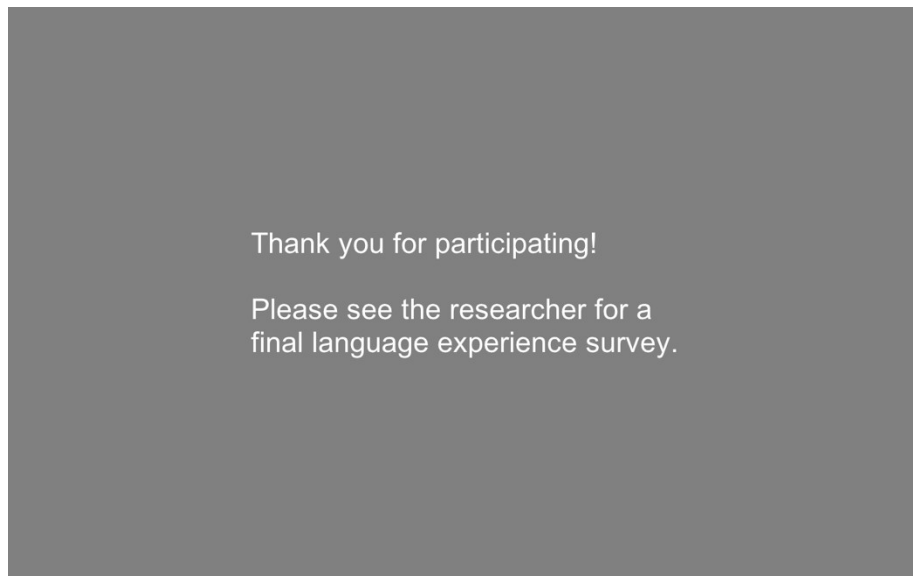 Thank you for participating!
Please see the researcher for a
final language experience survey.